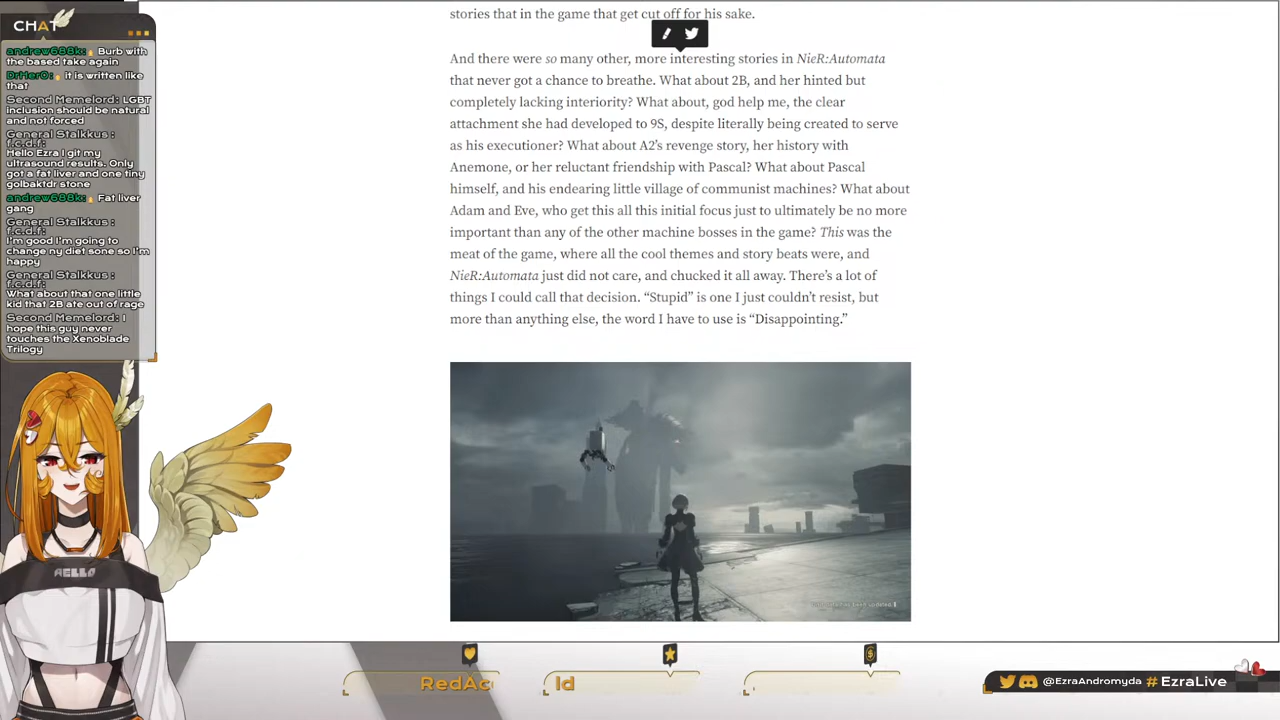 CHAT
andrew688k: Burb with
the based take again
DrMerO: it is written like
that
Second Memelord: LGBT
inclusion should be natural
and not forced
General Stalkkus :
f.c.d.f:
Hello Ezra I git my
ultrasound results. Only
got a fat liver and one tiny
golbaktdr stone
andrew688k: Fat liver
gang
General Stalkkus :
f.c.d.f:
I'm good I'm going to
change ny diet sone so I'm
happy
General Stalkkus :
f.c.d.f:
What about that one little
kid that 2B ate out of rage
Second Memelord: I
hope this guy never
touches the Xenoblade
Trilogy
stories that in the game that get cut off for his sake.
And there were so many other, more interesting stories in NieR:Automata
that never got a chance to breathe. What about 2B, and her hinted but
completely lacking interiority? What about, god help me, the clear
attachment she had developed to 9S, despite literally being created to serve
as his executioner? What about A2’s revenge story, her history with
Anemone, or her reluctant friendship with Pascal? What about Pascal
himself, and his endearing little village of communist machines? What about
Adam and Eve, who get this all this initial focus just to ultimately be no more
important than any of the other machine bosses in the game? This was the
meat of the game, where all the cool themes and story beats were, and
NieR:Automata just did not care, and chucked it all away. There’s a lot of
things I could call that decision. “Stupid” is one I just couldn’t resist, but
more than anything else, the word I have to use is “Disappointing.”
HELLO
RedAc
ld
@EzraAndromyda # EzraLive